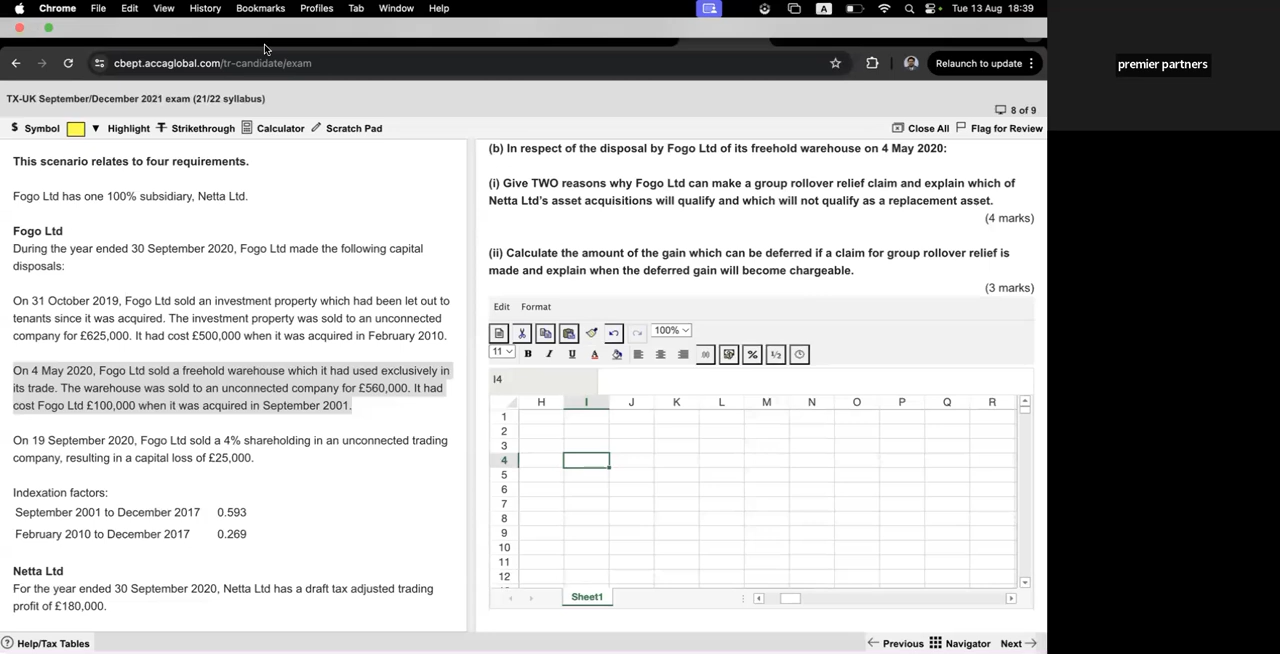 Chrome File Edit View History Bookmarks Profiles Tab Window Help A Tue 13 Aug 18:39
cbept.accaglobal.com/tr-candidate/exam Relaunch to update
premier partners
TX-UK September/December 2021 exam (21/22 syllabus) 8 of 9
$ Symbol Highlight Strikethrough Calculator Scratch Pad Close All Flag for Review
This scenario relates to four requirements.
Fogo Ltd has one 100% subsidiary, Netta Ltd.
Fogo Ltd
During the year ended 30 September 2020, Fogo Ltd made the following capital
disposals:
On 31 October 2019, Fogo Ltd sold an investment property which had been let out to
tenants since it was acquired. The investment property was sold to an unconnected
company for £625,000. It had cost £500,000 when it was acquired in February 2010.
On 4 May 2020, Fogo Ltd sold a freehold warehouse which it had used exclusively in
its trade. The warehouse was sold to an unconnected company for £560,000. It had
cost Fogo Ltd £100,000 when it was acquired in September 2001.
On 19 September 2020, Fogo Ltd sold a 4% shareholding in an unconnected trading
company, resulting in a capital loss of £25,000.
Indexation factors:
September 2001 to December 2017 0.593
February 2010 to December 2017 0.269
Netta Ltd
For the year ended 30 September 2020, Netta Ltd has a draft tax adjusted trading
profit of £180,000.
(b) In respect of the disposal by Fogo Ltd of its freehold warehouse on 4 May 2020:
(i) Give TWO reasons why Fogo Ltd can make a group rollover relief claim and explain which of
Netta Ltd's asset acquisitions will qualify and which will not qualify as a replacement asset.
(4 marks)
(ii) Calculate the amount of the gain which can be deferred if a claim for group rollover relief is
made and explain when the deferred gain will become chargeable.
(3 marks)
Edit Format
100%
11 B I U A .00 % 1/2
I4
H I J K L M N O P Q R
1
2
3
4
5
6
7
8
9
10
11
12
Sheet1
? Help/Tax Tables Previous Navigator Next